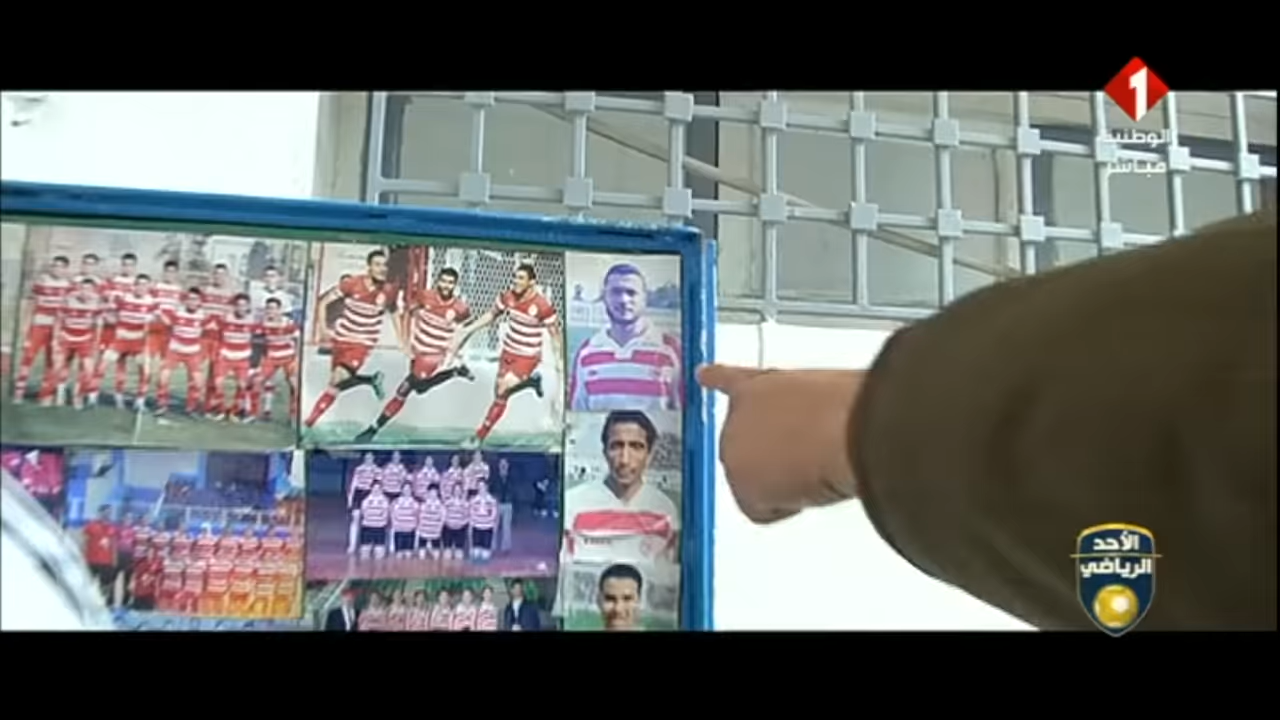 1
الوطنية
مباشر
الأحد
الرياضي